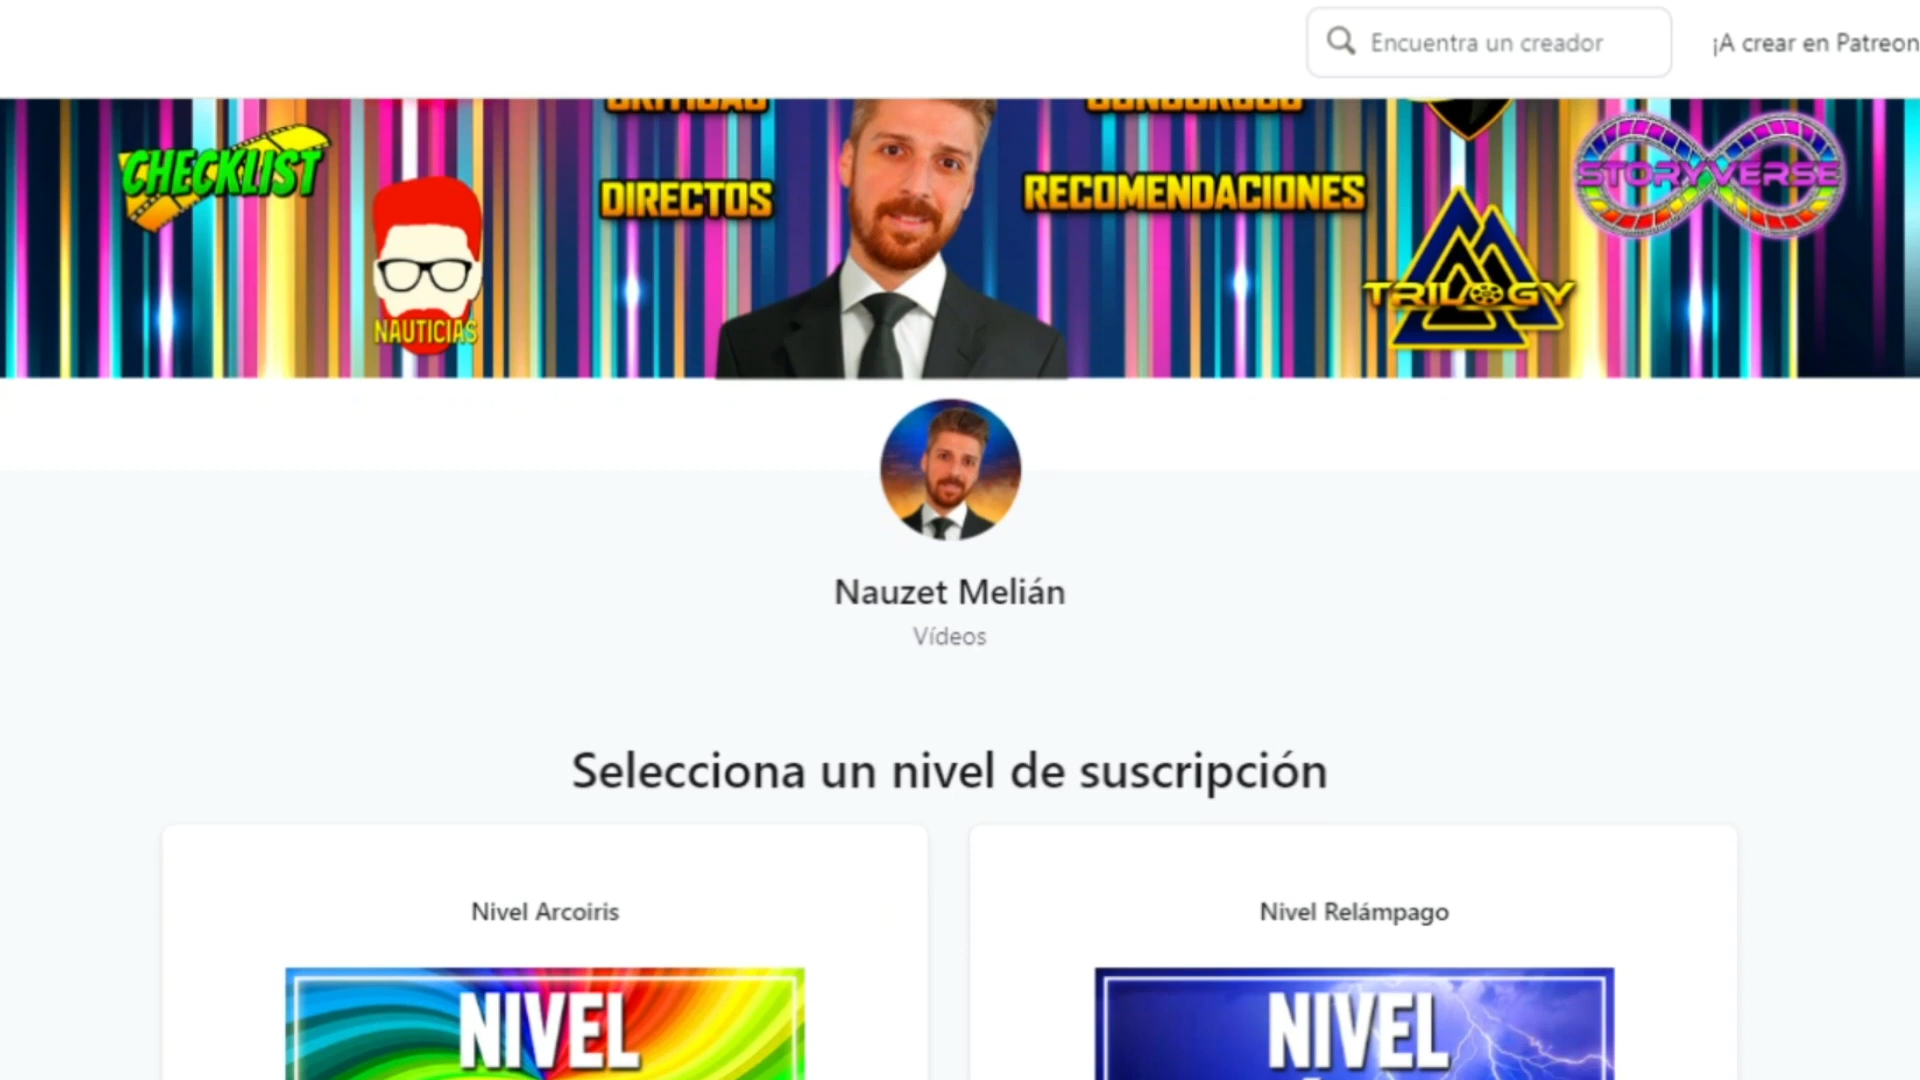 Encuentra un creador
¡A crear en Patreon
CHECKLIST
NAUTICIAS
DIRECTOS
RECOMENDACIONES
TRILOGY
STORYVERSE
Nauzet Melián
Vídeos
Selecciona un nivel de suscripción
Nivel Arcoiris
Nivel Relámpago
NIVEL
NIVEL